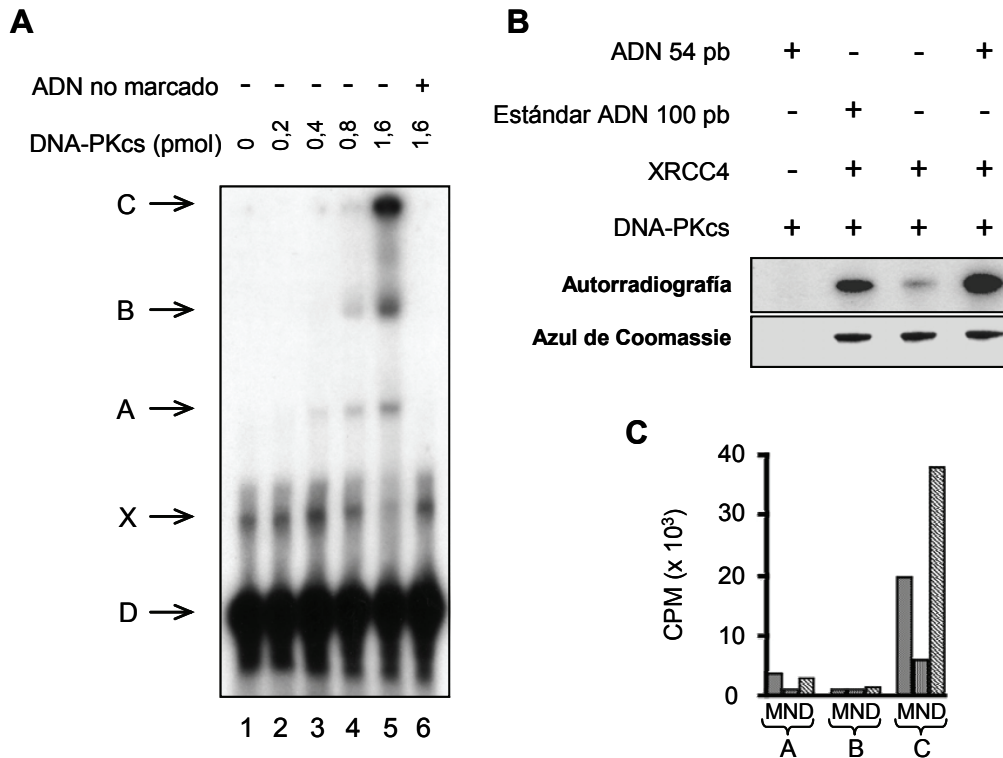 A
ADN no marcado - - - - - +
DNA-PKcs (pmol) 0 0,2 0,4 0,8 1,6 1,6
C
B
A
X
D
1 2 3 4 5 6
B
ADN 54 pb + - - +
Estándar ADN 100 pb - + - -
XRCC4 - + + +
DNA-PKcs + + + +
Autorradiografía
Azul de Coomassie
C
CPM (x 10³)
40
30
20
10
0
MND MND MND
A B C